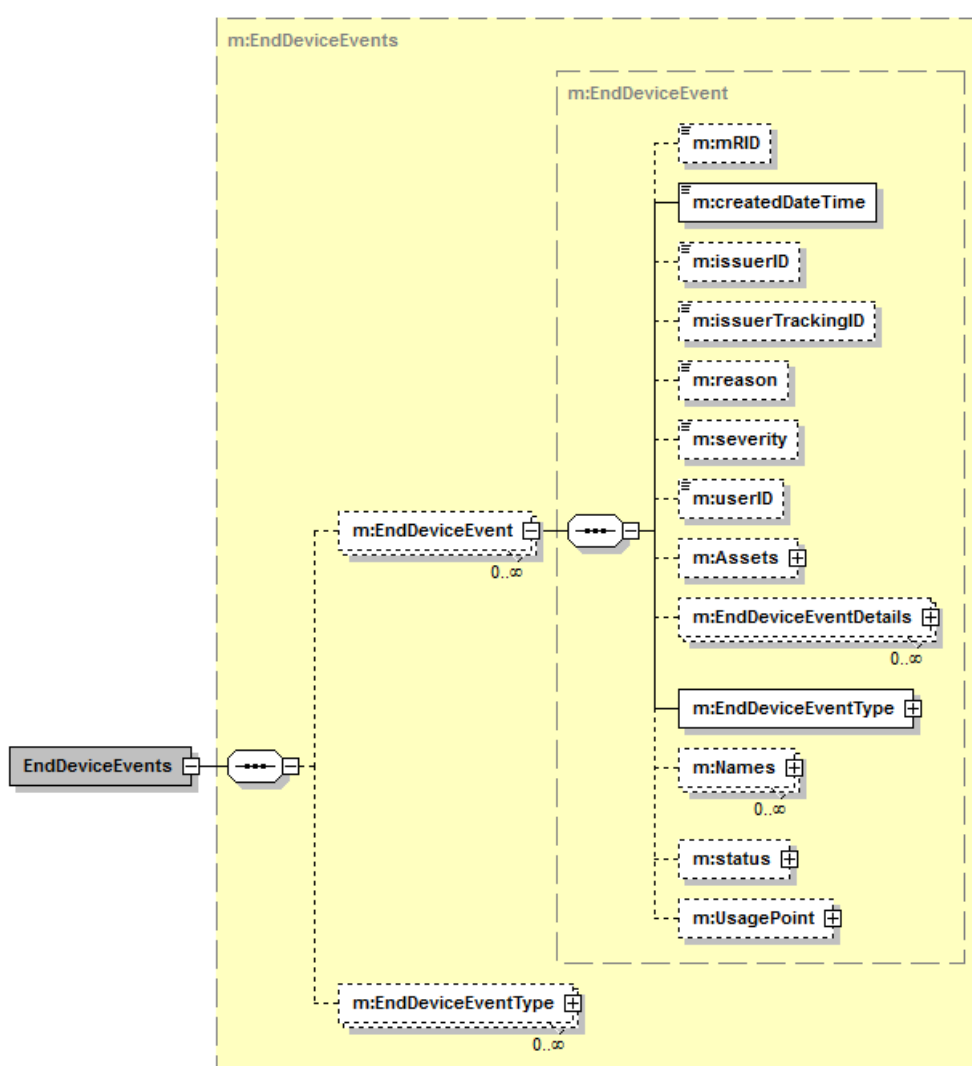 m:EndDeviceEvents
m:EndDeviceEvent
m:mRID
m:createdDateTime
m:issuerID
m:issuerTrackingID
m:reason
m:severity
m:userID
m:EndDeviceEvent
0..∞
m:Assets
m:EndDeviceEventDetails
0..∞
m:EndDeviceEventType
EndDeviceEvents
m:Names
0..∞
m:status
m:UsagePoint
m:EndDeviceEventType
0..∞